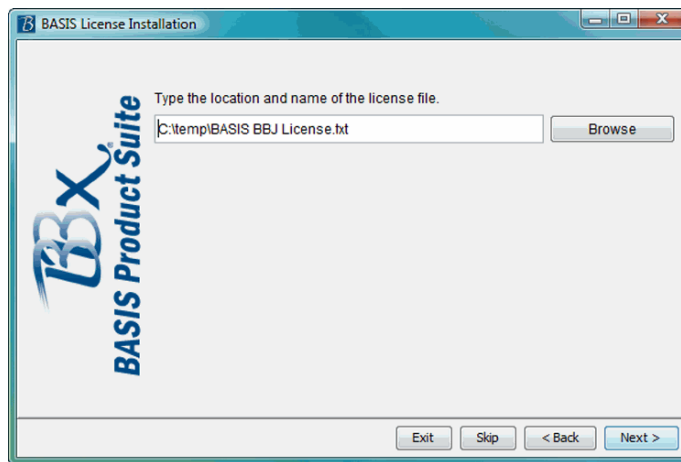 BASIS License Installation
Type the location and name of the license file.
C:\temp\BASIS BBJ License.txt
Browse
BBx®
BASIS Product Suite
Exit
Skip
< Back
Next >